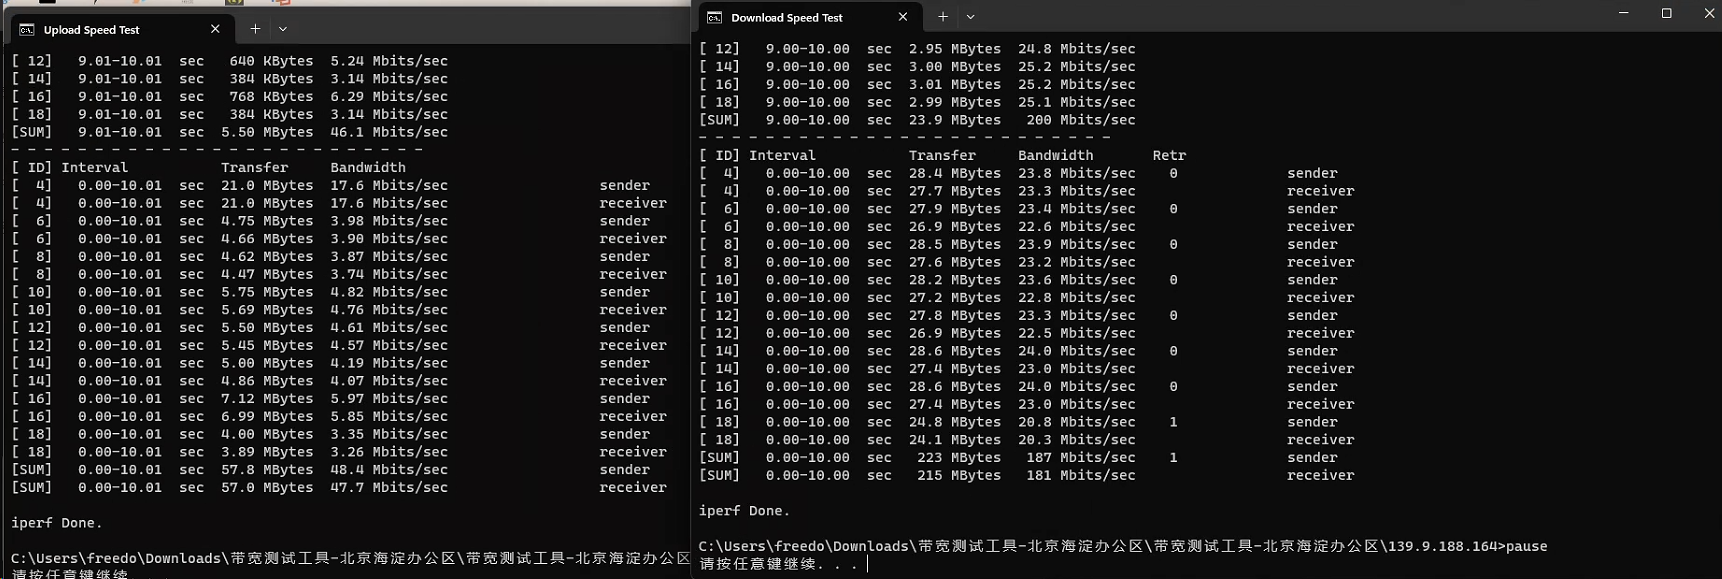 Upload Speed Test
[ 12]   9.01-10.01  sec   640 KBytes  5.24 Mbits/sec
[ 14]   9.01-10.01  sec   384 KBytes  3.14 Mbits/sec
[ 16]   9.01-10.01  sec   768 KBytes  6.29 Mbits/sec
[ 18]   9.01-10.01  sec   384 KBytes  3.14 Mbits/sec
[SUM]   9.01-10.01  sec  5.50 MBytes  46.1 Mbits/sec
- - - - - - - - - - - - - - - - - - - - - - - - -
[ ID] Interval           Transfer     Bandwidth
[  4]   0.00-10.01  sec  21.0 MBytes  17.6 Mbits/sec                  sender
[  4]   0.00-10.01  sec  21.0 MBytes  17.6 Mbits/sec                  receiver
[  6]   0.00-10.01  sec  4.75 MBytes  3.98 Mbits/sec                  sender
[  6]   0.00-10.01  sec  4.66 MBytes  3.90 Mbits/sec                  receiver
[  8]   0.00-10.01  sec  4.62 MBytes  3.87 Mbits/sec                  sender
[  8]   0.00-10.01  sec  4.47 MBytes  3.74 Mbits/sec                  receiver
[ 10]   0.00-10.01  sec  5.75 MBytes  4.82 Mbits/sec                  sender
[ 10]   0.00-10.01  sec  5.69 MBytes  4.76 Mbits/sec                  receiver
[ 12]   0.00-10.01  sec  5.50 MBytes  4.61 Mbits/sec                  sender
[ 12]   0.00-10.01  sec  5.45 MBytes  4.57 Mbits/sec                  receiver
[ 14]   0.00-10.01  sec  5.00 MBytes  4.19 Mbits/sec                  sender
[ 14]   0.00-10.01  sec  4.86 MBytes  4.07 Mbits/sec                  receiver
[ 16]   0.00-10.01  sec  7.12 MBytes  5.97 Mbits/sec                  sender
[ 16]   0.00-10.01  sec  6.99 MBytes  5.85 Mbits/sec                  receiver
[ 18]   0.00-10.01  sec  4.00 MBytes  3.35 Mbits/sec                  sender
[ 18]   0.00-10.01  sec  3.89 MBytes  3.26 Mbits/sec                  receiver
[SUM]   0.00-10.01  sec  57.8 MBytes  48.4 Mbits/sec                  sender
[SUM]   0.00-10.01  sec  57.0 MBytes  47.7 Mbits/sec                  receiver
iperf Done.
C:\Users\freedo\Downloads\带宽测试工具-北京海淀办公区\带宽测试工具-北京海淀办公区
请按任意键继续. . .
Download Speed Test
[ 12]   9.00-10.00  sec  2.95 MBytes  24.8 Mbits/sec
[ 14]   9.00-10.00  sec  3.00 MBytes  25.2 Mbits/sec
[ 16]   9.00-10.00  sec  3.01 MBytes  25.2 Mbits/sec
[ 18]   9.00-10.00  sec  2.99 MBytes  25.1 Mbits/sec
[SUM]   9.00-10.00  sec  23.9 MBytes   200 Mbits/sec
- - - - - - - - - - - - - - - - - - - - - - - - -
[ ID] Interval           Transfer     Bandwidth       Retr
[  4]   0.00-10.00  sec  28.4 MBytes  23.8 Mbits/sec    0             sender
[  4]   0.00-10.00  sec  27.7 MBytes  23.3 Mbits/sec                  receiver
[  6]   0.00-10.00  sec  27.9 MBytes  23.4 Mbits/sec    0             sender
[  6]   0.00-10.00  sec  26.9 MBytes  22.6 Mbits/sec                  receiver
[  8]   0.00-10.00  sec  28.5 MBytes  23.9 Mbits/sec    0             sender
[  8]   0.00-10.00  sec  27.6 MBytes  23.2 Mbits/sec                  receiver
[ 10]   0.00-10.00  sec  28.2 MBytes  23.6 Mbits/sec    0             sender
[ 10]   0.00-10.00  sec  27.2 MBytes  22.8 Mbits/sec                  receiver
[ 12]   0.00-10.00  sec  27.8 MBytes  23.3 Mbits/sec    0             sender
[ 12]   0.00-10.00  sec  26.9 MBytes  22.5 Mbits/sec                  receiver
[ 14]   0.00-10.00  sec  28.6 MBytes  24.0 Mbits/sec    0             sender
[ 14]   0.00-10.00  sec  27.4 MBytes  23.0 Mbits/sec                  receiver
[ 16]   0.00-10.00  sec  28.6 MBytes  24.0 Mbits/sec    0             sender
[ 16]   0.00-10.00  sec  27.4 MBytes  23.0 Mbits/sec                  receiver
[ 18]   0.00-10.00  sec  24.8 MBytes  20.8 Mbits/sec    1             sender
[ 18]   0.00-10.00  sec  24.1 MBytes  20.3 Mbits/sec                  receiver
[SUM]   0.00-10.00  sec   223 MBytes   187 Mbits/sec    1             sender
[SUM]   0.00-10.00  sec   215 MBytes   181 Mbits/sec                  receiver
iperf Done.
C:\Users\freedo\Downloads\带宽测试工具-北京海淀办公区\带宽测试工具-北京海淀办公区\139.9.188.164>pause
请按任意键继续. . .